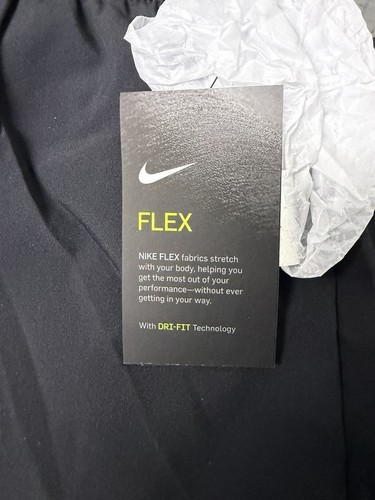 FLEX
NIKE FLEX fabrics stretch
with your body, helping you
get the most out of your
performance—without ever
getting in your way.
With DRI-FIT Technology